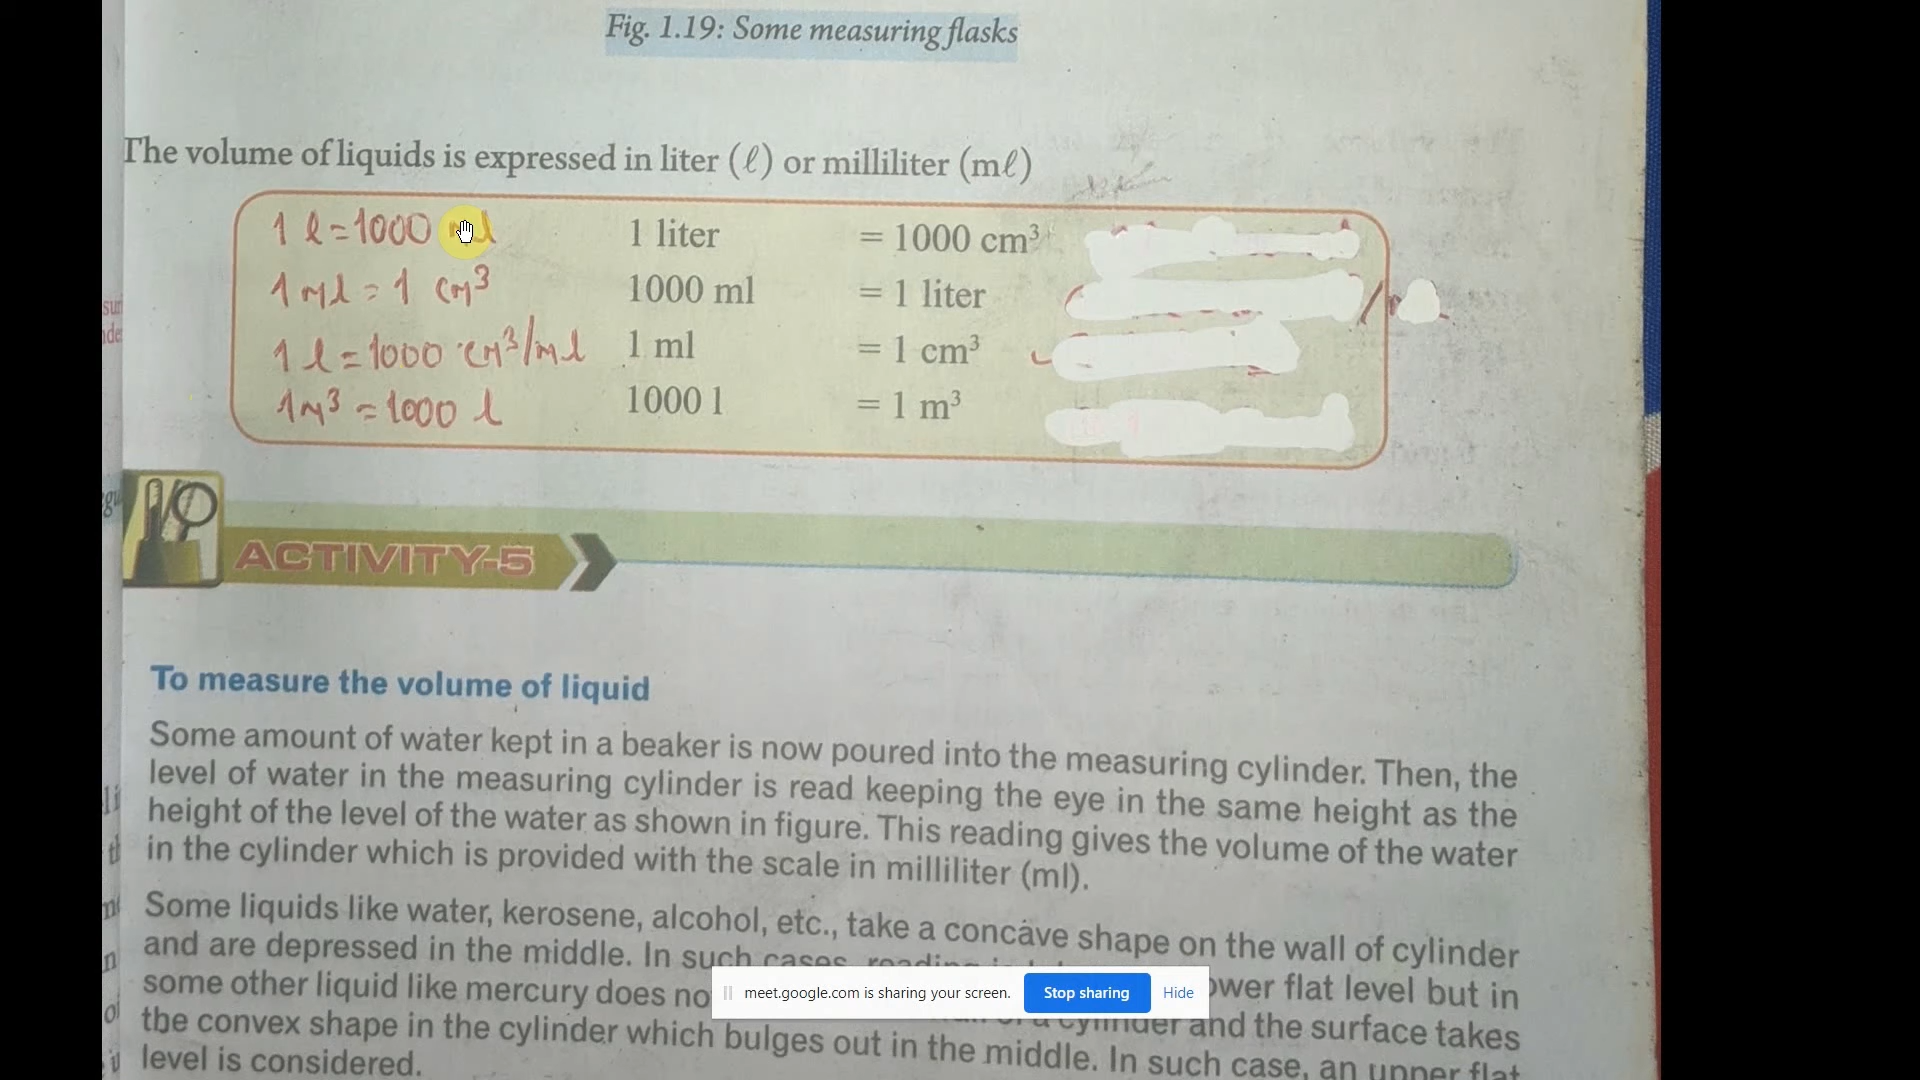 Fig. 1.19: Some measuring flasks
The volume of liquids is expressed in liter (ℓ) or milliliter (mℓ)
1 l = 1000 ml 1 liter = 1000 cm³
1 ml = 1 cm³ 1000 ml = 1 liter
1 l = 1000 cm³/ml 1 ml = 1 cm³
1m³ = 1000 l 1000 l = 1 m³
ACTIVITY-5
To measure the volume of liquid
Some amount of water kept in a beaker is now poured into the measuring cylinder. Then, the
level of water in the measuring cylinder is read keeping the eye in the same height as the
height of the level of the water as shown in figure. This reading gives the volume of the water
in the cylinder which is provided with the scale in milliliter (ml).
Some liquids like water, kerosene, alcohol, etc., take a concave shape on the wall of cylinder
and are depressed in the middle. In such cases, reading
some other liquid like mercury does flat level but in
meet.google.com is sharing your screen. Stop sharing Hide
the convex shape in the cylinder which bulges out in the middle. In such case, an upper flat
cylinder and the surface takes
level is considered.